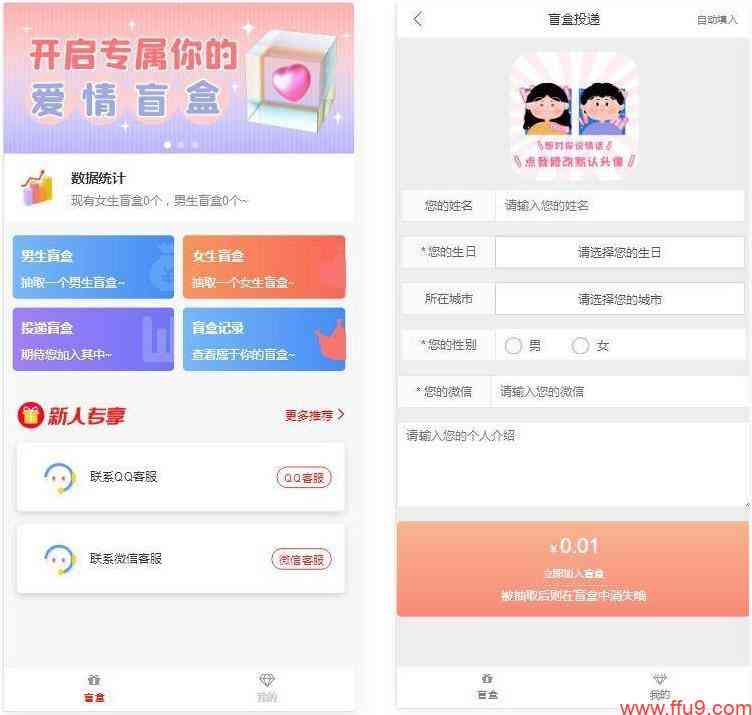 开启专属你的
爱情盲盒
数据统计
现有女生盲盒0个，男生盲盒0个~
男生盲盒
抽取一个男生盲盒~
女生盲盒
抽取一个女生盲盒~
投递盲盒
期待您加入其中~
盲盒记录
查看属于你的盲盒~
新人专享
更多推荐 >
联系QQ客服
QQ客服
联系微信客服
微信客服
盲盒
我的
盲盒投递
自动填入
想对你说情话
点我修改默认头像
您的姓名
请输入您的姓名
*您的生日
请选择您的生日
所在城市
请选择您的城市
*您的性别
男
女
*您的微信
请输入您的微信
请输入您的个人介绍
¥0.01
立即加入盲盒
被抽取后则在盲盒中消失呦
盲盒
我的
www.ffu9.com